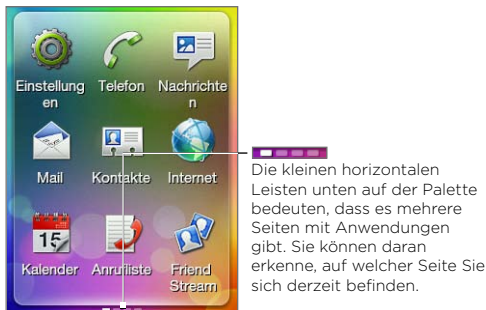 Einstellung
en
Telefon
Nachrichte
n
Mail
Kontakte
Internet
15
Kalender
Anrufliste
Friend
Stream
Die kleinen horizontalen
Leisten unten auf der Palette
bedeuten, dass es mehrere
Seiten mit Anwendungen
gibt. Sie können daran
erkenne, auf welcher Seite Sie
sich derzeit befinden.